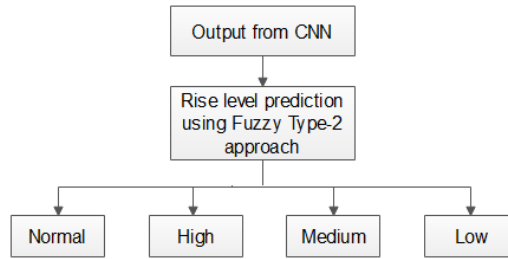 Output from CNN
Rise level prediction
using Fuzzy Type-2
approach
Normal
High
Medium
Low